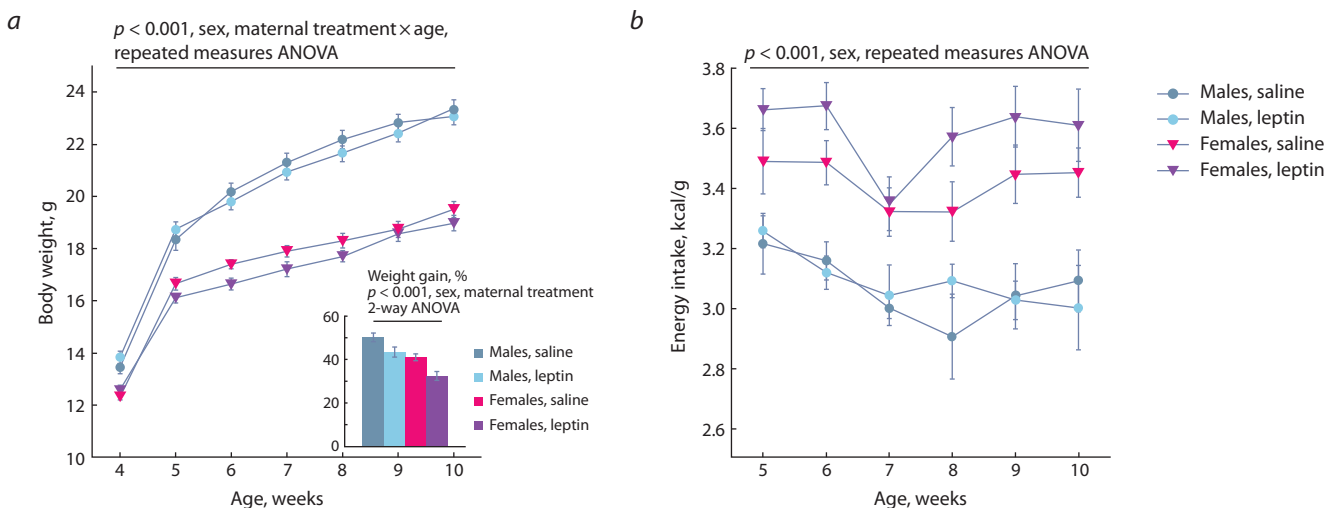 a
p < 0.001, sex, maternal treatment × age,
repeated measures ANOVA
Body weight, g
24
22
20
18
16
14
12
10
4 5 6 7 8 9 10
Age, weeks
Weight gain, %
p < 0.001, sex, maternal treatment
2-way ANOVA
60
40
20
0
Males, saline
Males, leptin
Females, saline
Females, leptin
b
p < 0.001, sex, repeated measures ANOVA
Energy intake, kcal/g
3.8
3.6
3.4
3.2
3.0
2.8
2.6
5 6 7 8 9 10
Age, weeks
Males, saline
Males, leptin
Females, saline
Females, leptin